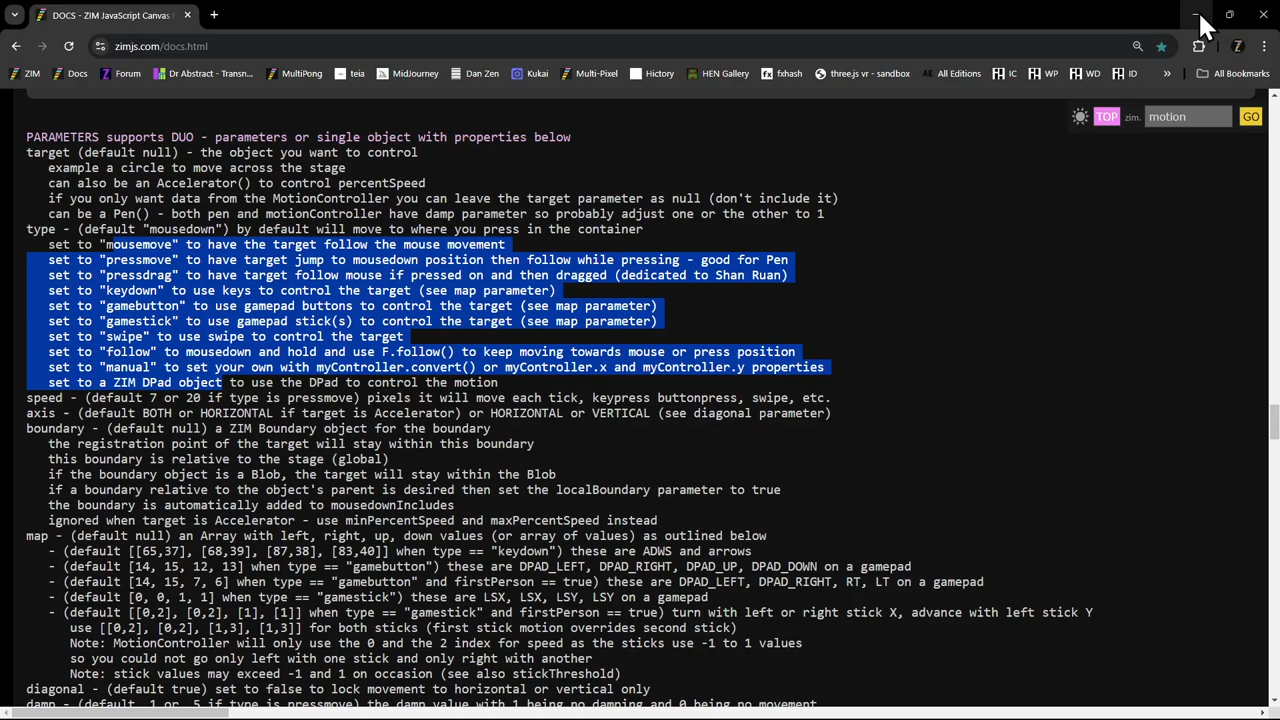 DOCS - ZIM JavaScript Canvas
zimjs.com/docs.html
ZIM
Docs
Forum
Dr Abstract - Transn...
MultiPong
teia
MidJourney
Dan Zen
Kukai
Multi-Pixel
Hictory
HEN Gallery
fxhash
three.js vr - sandbox
AE All Editions
IC
WP
WD
ID
All Bookmarks
TOP zim. motion GO
PARAMETERS supports DUO - parameters or single object with properties below
target (default null) - the object you want to control
example a circle to move across the stage
can also be an Accelerator() to control percentSpeed
if you only want data from the MotionController you can leave the target parameter as null (don't include it)
can be a Pen() - both pen and motionController have damp parameter so probably adjust one or the other to 1
type - (default "mousedown") by default will move to where you press in the container
set to "mousemove" to have the target follow the mouse movement
set to "pressmove" to have target jump to mousedown position then follow while pressing - good for Pen
set to "pressdrag" to have target follow mouse if pressed on and then dragged (dedicated to Shan Ruan)
set to "keydown" to use keys to control the target (see map parameter)
set to "gamebutton" to use gamepad buttons to control the target (see map parameter)
set to "gamestick" to use gamepad stick(s) to control the target (see map parameter)
set to "swipe" to use swipe to control the target
set to "follow" to mousedown and hold and use F.follow() to keep moving towards mouse or press position
set to "manual" to set your own with myController.convert() or myController.x and myController.y properties
set to a ZIM DPad object to use the DPad to control the motion
speed - (default 7 or 20 if type is pressmove) pixels it will move each tick, keypress buttonpress, swipe, etc.
axis - (default BOTH or HORIZONTAL if target is Accelerator) or HORIZONTAL or VERTICAL (see diagonal parameter)
boundary - (default null) a ZIM Boundary object for the boundary
the registration point of the target will stay within this boundary
this boundary is relative to the stage (global)
if the boundary object is a Blob, the target will stay within the Blob
if a boundary relative to the object's parent is desired then set the localBoundary parameter to true
the boundary is automatically added to mousedownIncludes
ignored when target is Accelerator - use minPercentSpeed and maxPercentSpeed instead
map - (default null) an Array with left, right, up, down values (or array of values) as outlined below
- (default [[65,37], [68,39], [87,38], [83,40]] when type == "keydown") these are ADWS and arrows
- (default [14, 15, 12, 13] when type == "gamebutton") these are DPAD_LEFT, DPAD_RIGHT, DPAD_UP, DPAD_DOWN on a gamepad
- (default [14, 15, 7, 6] when type == "gamebutton" and firstPerson == true) these are DPAD_LEFT, DPAD_RIGHT, RT, LT on a gamepad
- (default [0, 0, 1, 1] when type == "gamestick") these are LSX, LSX, LSY, LSY on a gamepad
- (default [[0,2], [0,2], [1], [1]] when type == "gamestick" and firstPerson == true) turn with left or right stick X, advance with left stick Y
use [[0,2], [0,2], [1,3], [1,3]] for both sticks (first stick motion overrides second stick)
Note: MotionController will only use the 0 and the 2 index for speed as the sticks use -1 to 1 values
so you could not go only left with one stick and only right with another
Note: stick values may exceed -1 and 1 on occasion (see also stickThreshold)
diagonal - (default true) set to false to lock movement to horizontal or vertical only
damp - (default .1 or .5 if type is pressmove) the damp value with 1 being no damping and 0 being no movement